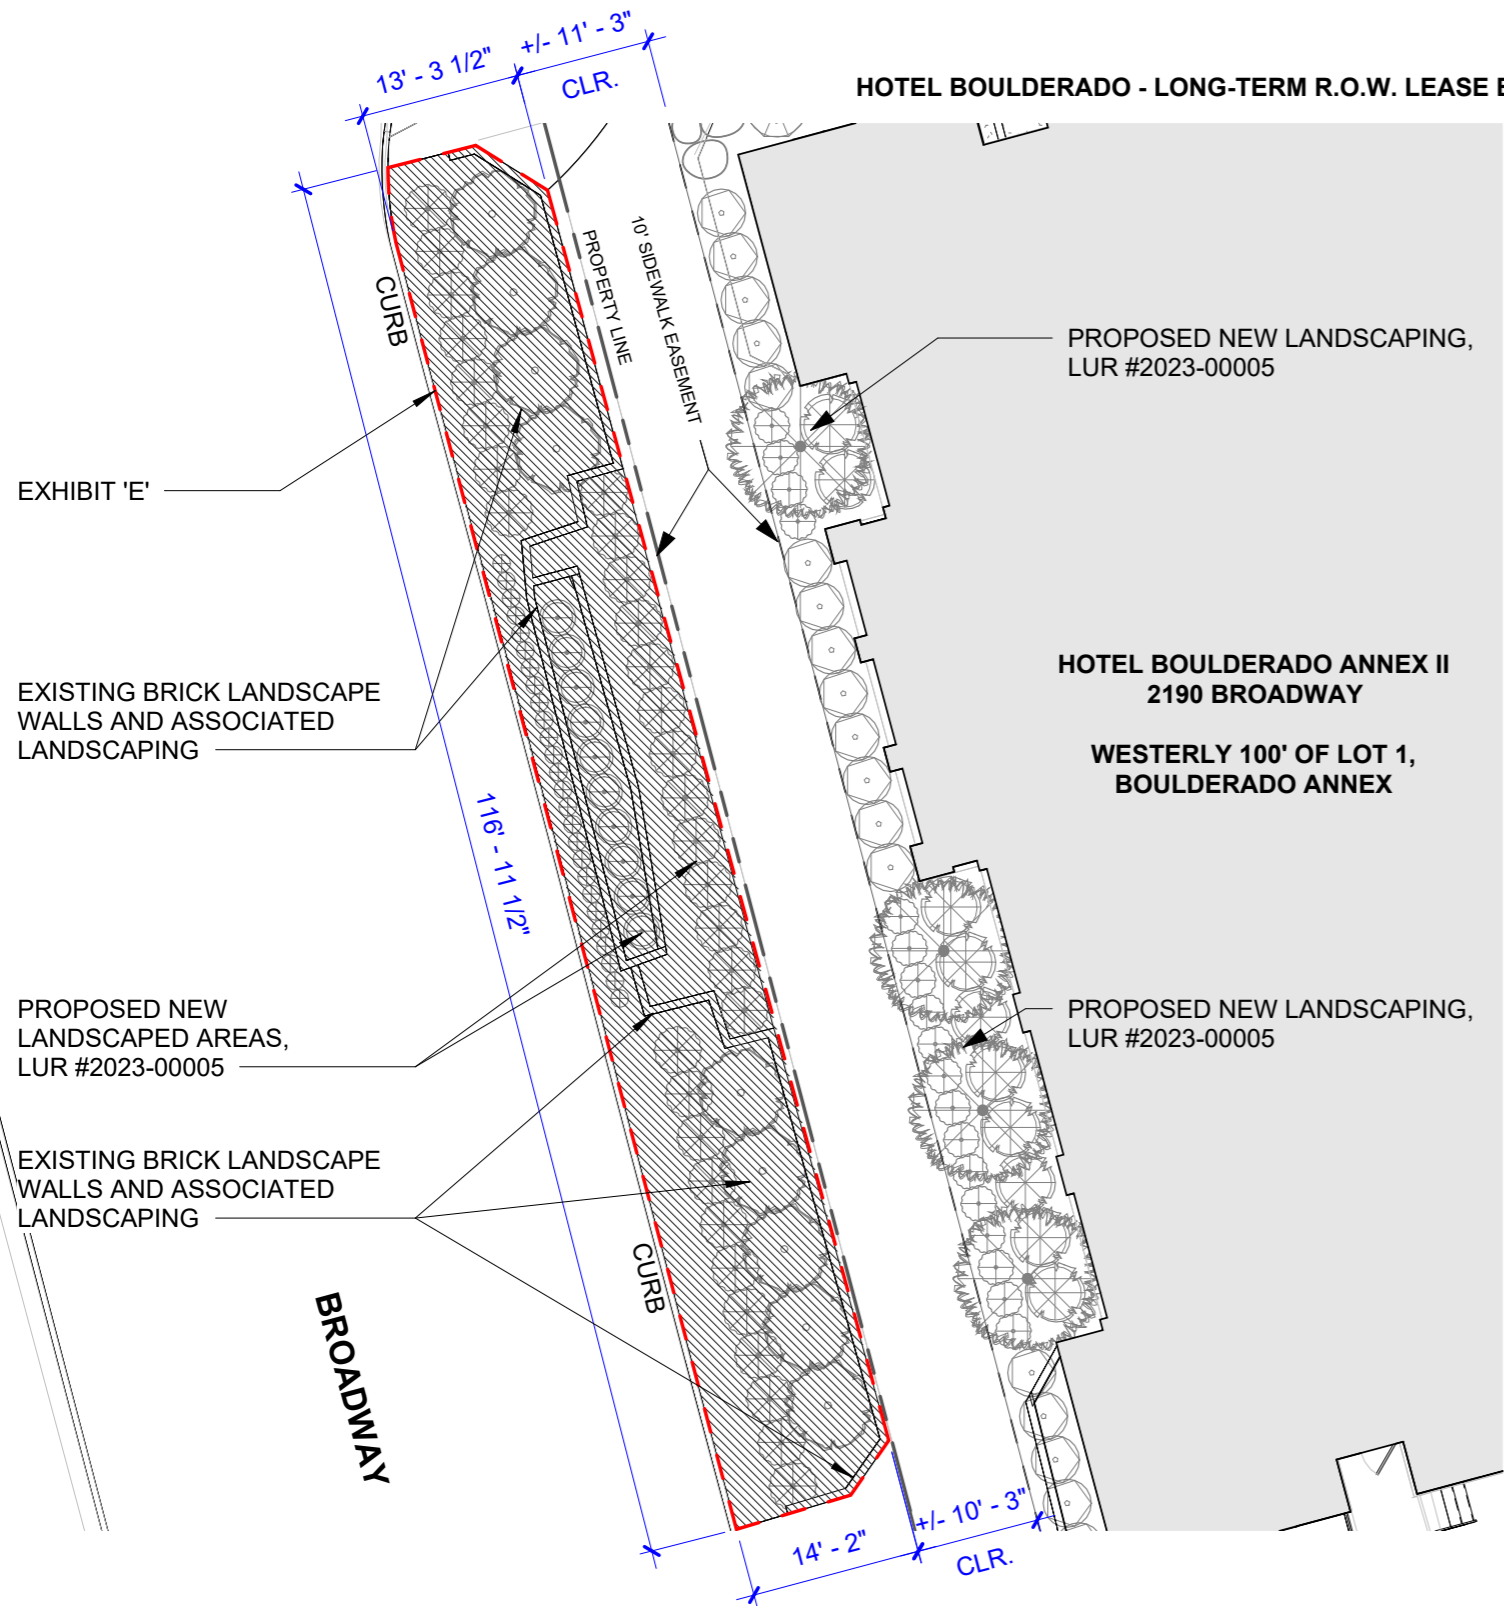 +/- 11' - 3"
13' - 3 1/2"
CLR.
HOTEL BOULDERADO - LONG-TERM R.O.W. LEASE
CURB
PROPERTY LINE
10' SIDEWALK EASEMENT
PROPOSED NEW LANDSCAPING,
LUR #2023-00005
EXHIBIT 'E'
EXISTING BRICK LANDSCAPE
WALLS AND ASSOCIATED
LANDSCAPING
HOTEL BOULDERADO ANNEX II
2190 BROADWAY
WESTERLY 100' OF LOT 1,
BOULDERADO ANNEX
116' - 11 1/2"
PROPOSED NEW
LANDSCAPED AREAS,
LUR #2023-00005
PROPOSED NEW LANDSCAPING,
LUR #2023-00005
EXISTING BRICK LANDSCAPE
WALLS AND ASSOCIATED
LANDSCAPING
CURB
BROADWAY
14' - 2"
+/- 10' - 3"
CLR.